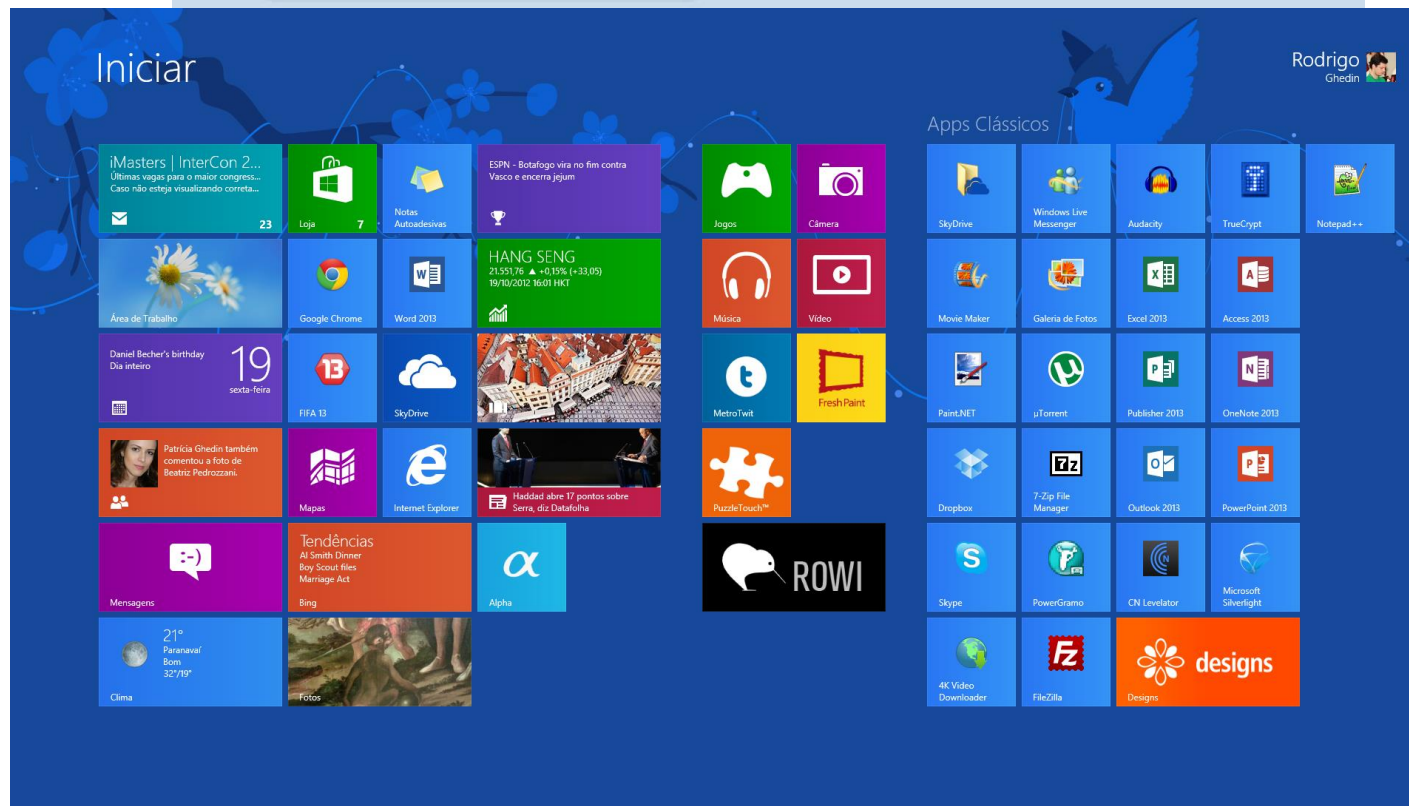 Iniciar
Rodrigo
Ghedin
iMasters | InterCon 2...
Últimas vagas para o maior congress...
Caso não esteja visualizando correta...
23
Loja
7
Notas
Autoadesivas
ESPN - Botafogo vira no fim contra
Vasco e encerra jejum
Área de Trabalho
Google Chrome
W
Word 2013
HANG SENG
21.551,76 ▲ +0,15% (+33,05)
19/10/2012 16:01 HKT
Daniel Becher's birthday
Dia inteiro
19
sexta-feira
13
FIFA 13
SkyDrive
Patrícia Ghedin também
comentou a foto de
Beatriz Pedrozzani.
Mapas
e
Internet Explorer
Haddad abre 17 pontos sobre
Serra, diz Datafolha
:-)
Mensagens
Tendências
Al Smith Dinner
Boy Scout files
Marriage Act
Bing
α
Alpha
21°
Paranavaí
Bom
32°/19°
Clima
Fotos
Jogos
Câmera
Música
Vídeo
t
MetroTwit
Fresh Paint
PuzzleTouch™
ROWI
Apps Clássicos
SkyDrive
Windows Live
Messenger
Audacity
TrueCrypt
Notepad++
Movie Maker
Galeria de Fotos
X
Excel 2013
A
Access 2013
Paint.NET
µ
µTorrent
P
Publisher 2013
N
OneNote 2013
Dropbox
7z
7-Zip File
Manager
O
Outlook 2013
P
PowerPoint 2013
S
Skype
PowerGramo
CN
CN Levelator
Microsoft
Silverlight
4K Video
Downloader
Fz
FileZilla
designs
Designs